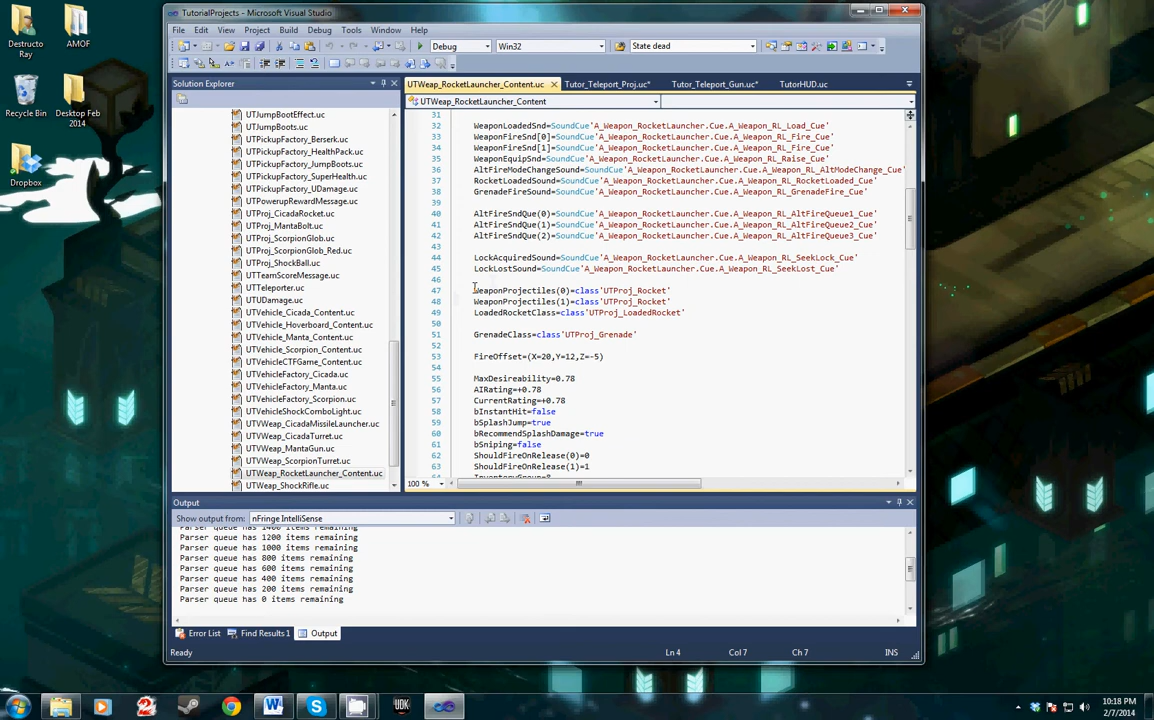 Destructo Ray
AMOF
Recycle Bin
Desktop Feb 2014
Dropbox
TutorialProjects - Microsoft Visual Studio
File Edit View Project Build Debug Tools Window Help
Debug Win32 State dead
Solution Explorer
UTJumpBootEffect.uc
UTJumpBoots.uc
UTPickupFactory_Berserk.uc
UTPickupFactory_HealthPack.uc
UTPickupFactory_JumpBoots.uc
UTPickupFactory_SuperHealth.uc
UTPickupFactory_UDamage.uc
UTPowerupRewardMessage.uc
UTProj_CicadaRocket.uc
UTProj_MantaBolt.uc
UTProj_ScorpionGlob.uc
UTProj_ScorpionGlob_Red.uc
UTProj_ShockBall.uc
UTTeamScoreMessage.uc
UTTeleporter.uc
UTUDamage.uc
UTVehicle_Cicada_Content.uc
UTVehicle_Hoverboard_Content.uc
UTVehicle_Manta_Content.uc
UTVehicle_Scorpion_Content.uc
UTVehicleCTFGame_Content.uc
UTVehicleFactory_Cicada.uc
UTVehicleFactory_Manta.uc
UTVehicleFactory_Scorpion.uc
UTVehicleShockComboLight.uc
UTVWeap_CicadaMissileLauncher.uc
UTVWeap_CicadaTurret.uc
UTVWeap_MantaGun.uc
UTVWeap_ScorpionTurret.uc
UTWeap_RocketLauncher_Content.uc
UTWeap_ShockRifle.uc
UTWeap_RocketLauncher_Content.uc Tutor_Teleport_Proj.uc* Tutor_Teleport_Gun.uc* TutorHUD.uc
UTWeap_RocketLauncher_Content
31
32 WeaponLoadedSnd=SoundCue'A_Weapon_RocketLauncher.Cue.A_Weapon_RL_Load_Cue'
33 WeaponFireSnd[0]=SoundCue'A_Weapon_RocketLauncher.Cue.A_Weapon_RL_Fire_Cue'
34 WeaponFireSnd[1]=SoundCue'A_Weapon_RocketLauncher.Cue.A_Weapon_RL_Fire_Cue'
35 WeaponEquipSnd=SoundCue'A_Weapon_RocketLauncher.Cue.A_Weapon_RL_Raise_Cue'
36 AltFireModeChangeSound=SoundCue'A_Weapon_RocketLauncher.Cue.A_Weapon_RL_AltModeChange_Cue'
37 RocketLoadedSound=SoundCue'A_Weapon_RocketLauncher.Cue.A_Weapon_RL_RocketLoaded_Cue'
38 GrenadeFireSound=SoundCue'A_Weapon_RocketLauncher.Cue.A_Weapon_RL_GrenadeFire_Cue'
39
40 AltFireSndQue(0)=SoundCue'A_Weapon_RocketLauncher.Cue.A_Weapon_RL_AltFireQueue1_Cue'
41 AltFireSndQue(1)=SoundCue'A_Weapon_RocketLauncher.Cue.A_Weapon_RL_AltFireQueue2_Cue'
42 AltFireSndQue(2)=SoundCue'A_Weapon_RocketLauncher.Cue.A_Weapon_RL_AltFireQueue3_Cue'
43
44 LockAcquiredSound=SoundCue'A_Weapon_RocketLauncher.Cue.A_Weapon_RL_SeekLock_Cue'
45 LockLostSound=SoundCue'A_Weapon_RocketLauncher.Cue.A_Weapon_RL_SeekLost_Cue'
46
47 WeaponProjectiles(0)=class'UTProj_Rocket'
48 WeaponProjectiles(1)=class'UTProj_Rocket'
49 LoadedRocketClass=class'UTProj_LoadedRocket'
50
51 GrenadeClass=class'UTProj_Grenade'
52
53 FireOffset=(X=20,Y=12,Z=-5)
54
55 MaxDesireability=0.78
56 AIRating=+0.78
57 CurrentRating=+0.78
58 bInstantHit=false
59 bSplashJump=true
60 bRecommendSplashDamage=true
61 bSniping=false
62 ShouldFireOnRelease(0)=0
63 ShouldFireOnRelease(1)=1
100 %
Output
Show output from: nFringe IntelliSense
Parser queue has 1400 items remaining
Parser queue has 1200 items remaining
Parser queue has 1000 items remaining
Parser queue has 800 items remaining
Parser queue has 600 items remaining
Parser queue has 400 items remaining
Parser queue has 200 items remaining
Parser queue has 0 items remaining
Error List Find Results 1 Output
Ready Ln 4 Col 7 Ch 7 INS
UDK
10:18 PM
2/7/2014